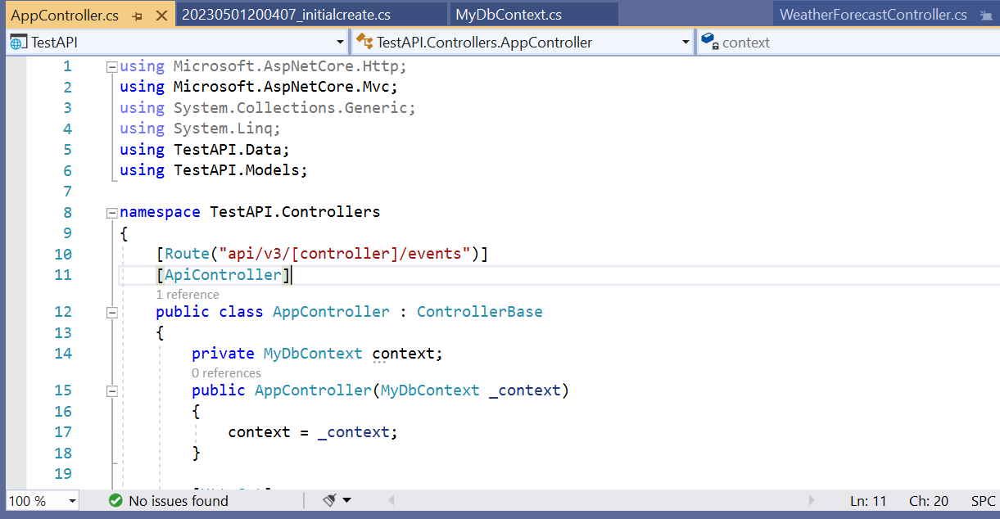 AppController.cs
20230501200407_initialcreate.cs
MyDbContext.cs
WeatherForecastController.cs
TestAPI
TestAPI.Controllers.AppController
context
1 using Microsoft.AspNetCore.Http;
2 using Microsoft.AspNetCore.Mvc;
3 using System.Collections.Generic;
4 using System.Linq;
5 using TestAPI.Data;
6 using TestAPI.Models;
7
8 namespace TestAPI.Controllers
9 {
10 [Route("api/v3/[controller]/events")]
11 [ApiController]
1 reference
12 public class AppController : ControllerBase
13 {
14 private MyDbContext context;
0 references
15 public AppController(MyDbContext _context)
16 {
17 context = _context;
18 }
19
100 %
No issues found
Ln: 11
Ch: 20
SPC